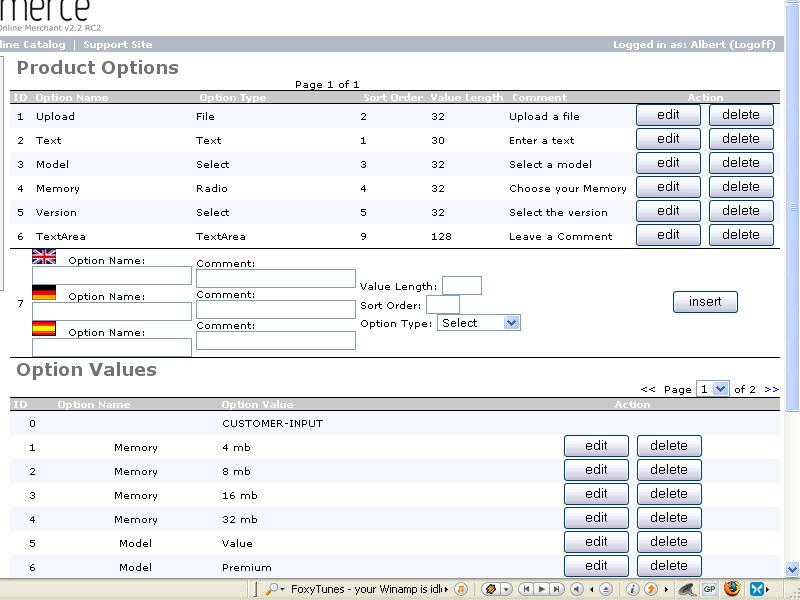 merce
Online Merchant v2.2 RC2
line Catalog | Support Site Logged in as: Albert (Logoff)
Product Options
Page 1 of 1
ID Option Name Option Type Sort Order Value Length Comment Action
1 Upload File 2 32 Upload a file edit delete
2 Text Text 1 30 Enter a text edit delete
3 Model Select 3 32 Select a model edit delete
4 Memory Radio 4 32 Choose your Memory edit delete
5 Version Select 5 32 Select the version edit delete
6 TextArea TextArea 9 128 Leave a Comment edit delete
7
Option Name: Comment:
Option Name: Comment:
Option Name: Comment:
Value Length:
Sort Order:
Option Type: Select
insert
Option Values
<< Page 1 of 2 >>
ID Option Name Option Value Action
0 CUSTOMER-INPUT
1 Memory 4 mb edit delete
2 Memory 8 mb edit delete
3 Memory 16 mb edit delete
4 Memory 32 mb edit delete
5 Model Value edit delete
6 Model Premium edit delete
FoxyTunes - your Winamp is idl GP